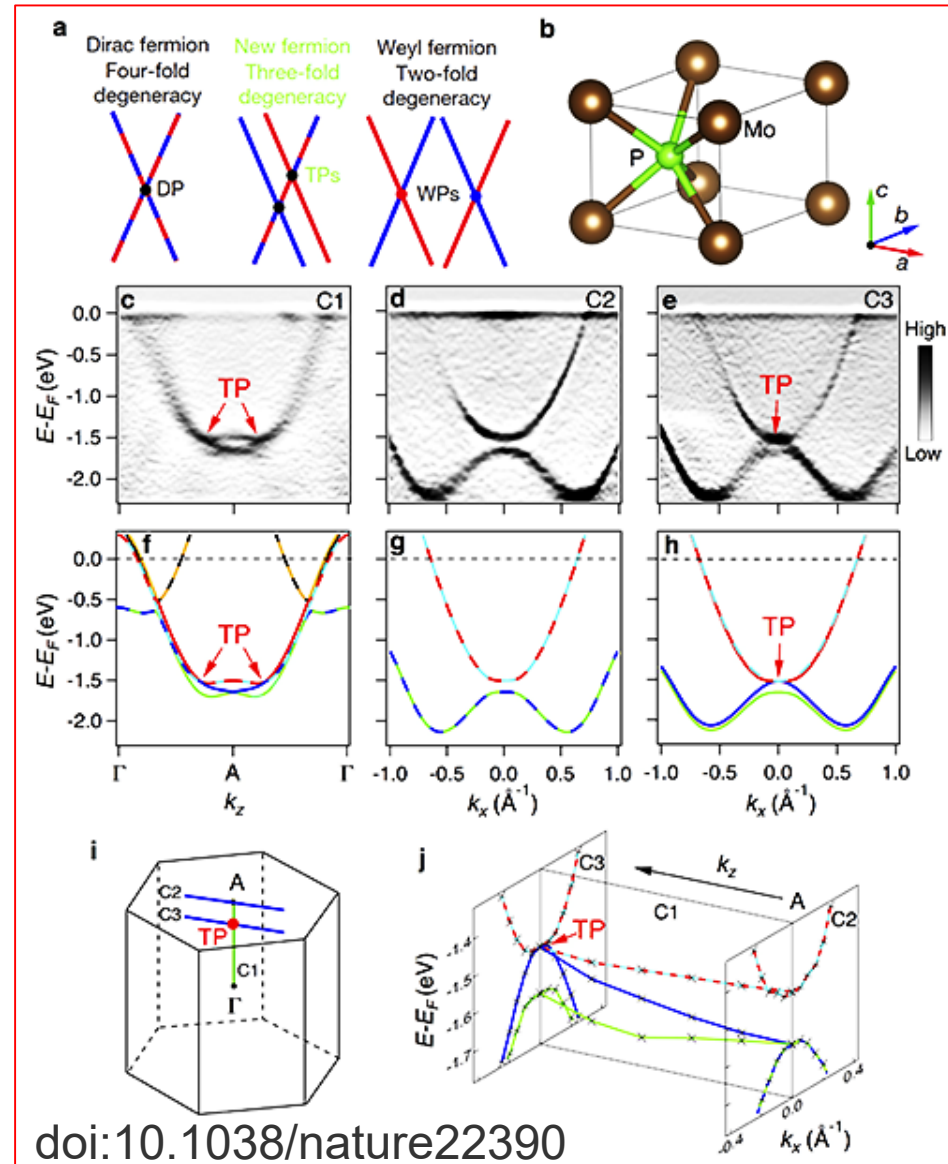 a
Dirac fermion
Four-fold
degeneracy
New fermion
Three-fold
degeneracy
Weyl fermion
Two-fold
degeneracy
DP
TPs
WPs
b
Mo
P
c
b
a
c
C1
TP
d
C2
e
C3
TP
High
Low
E-E_F (eV)
0.0
-0.5
-1.0
-1.5
-2.0
f
TP
g
h
TP
E-E_F (eV)
0.0
-0.5
-1.0
-1.5
-2.0
Γ A Γ
k_z
-1.0 -0.5 0.0 0.5 1.0
k_x (Å⁻¹)
-1.0 -0.5 0.0 0.5 1.0
k_x (Å⁻¹)
i
A
C2
C3
TP
C1
Γ
j
k_z
C3
C1
A
C2
TP
E-E_F (eV)
-1.4
-1.5
-1.6
-1.7
-0.4 0.0 0.4
k_x (Å⁻¹)
doi:10.1038/nature22390